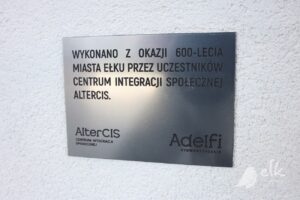 WYKONANO Z OKAZJI 600-LECIA
MIASTA EŁKU PRZEZ UCZESTNIKÓW
CENTRUM INTEGRACJI SPOŁECZNEJ
ALTERCIS.
AlterCIS
CENTRUM INTEGRACJI
SPOŁECZNEJ
Adelfi
elk